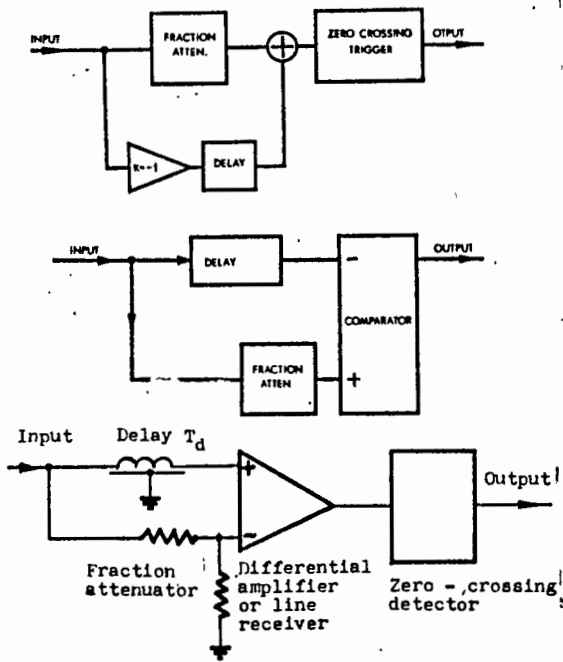 INPUT
FRACTION
ATTEN.
+
ZERO CROSSING
TRIGGER
OTPUT
K=-1
DELAY
INPUT
DELAY
-
OUTPUT
COMPARATOR
FRACTION
ATTEN
+
Input
Delay Td
+
-
Output
Fraction
attenuator
Differential
amplifier
or line
receiver
Zero - crossing
detector